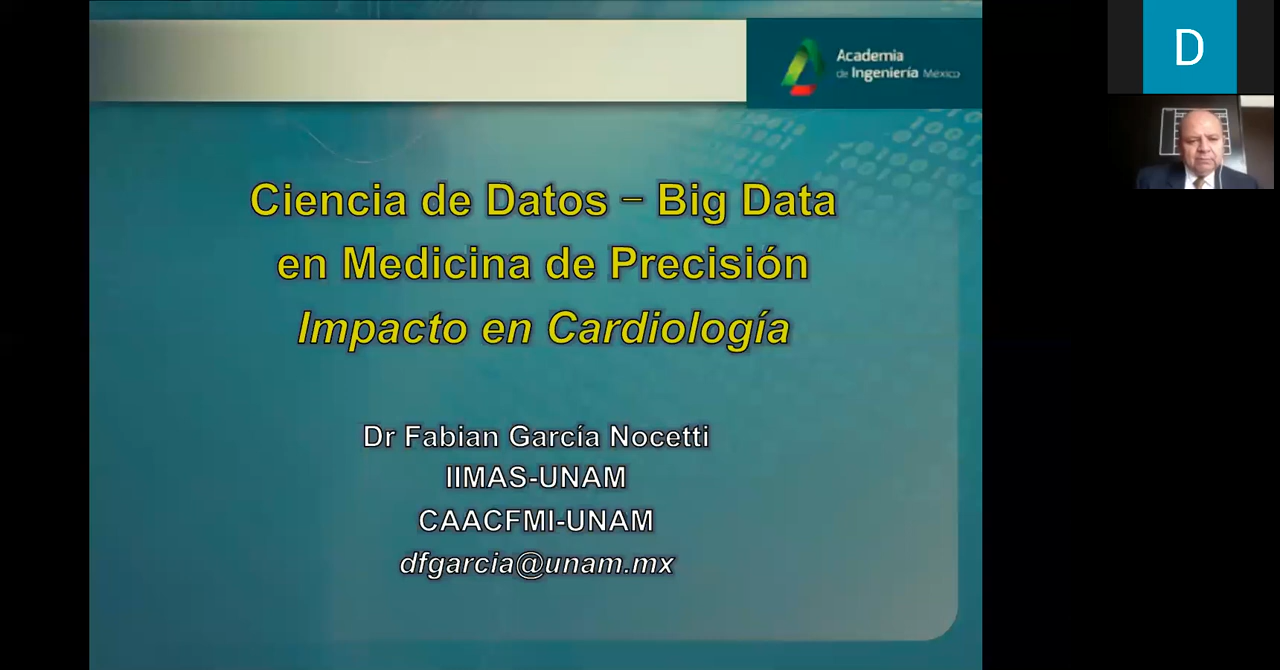 Academia
de Ingeniería México
D
Ciencia de Datos – Big Data
en Medicina de Precisión
Impacto en Cardiología
Dr Fabian García Nocetti
IIMAS-UNAM
CAACFMI-UNAM
dfgarcia@unam.mx